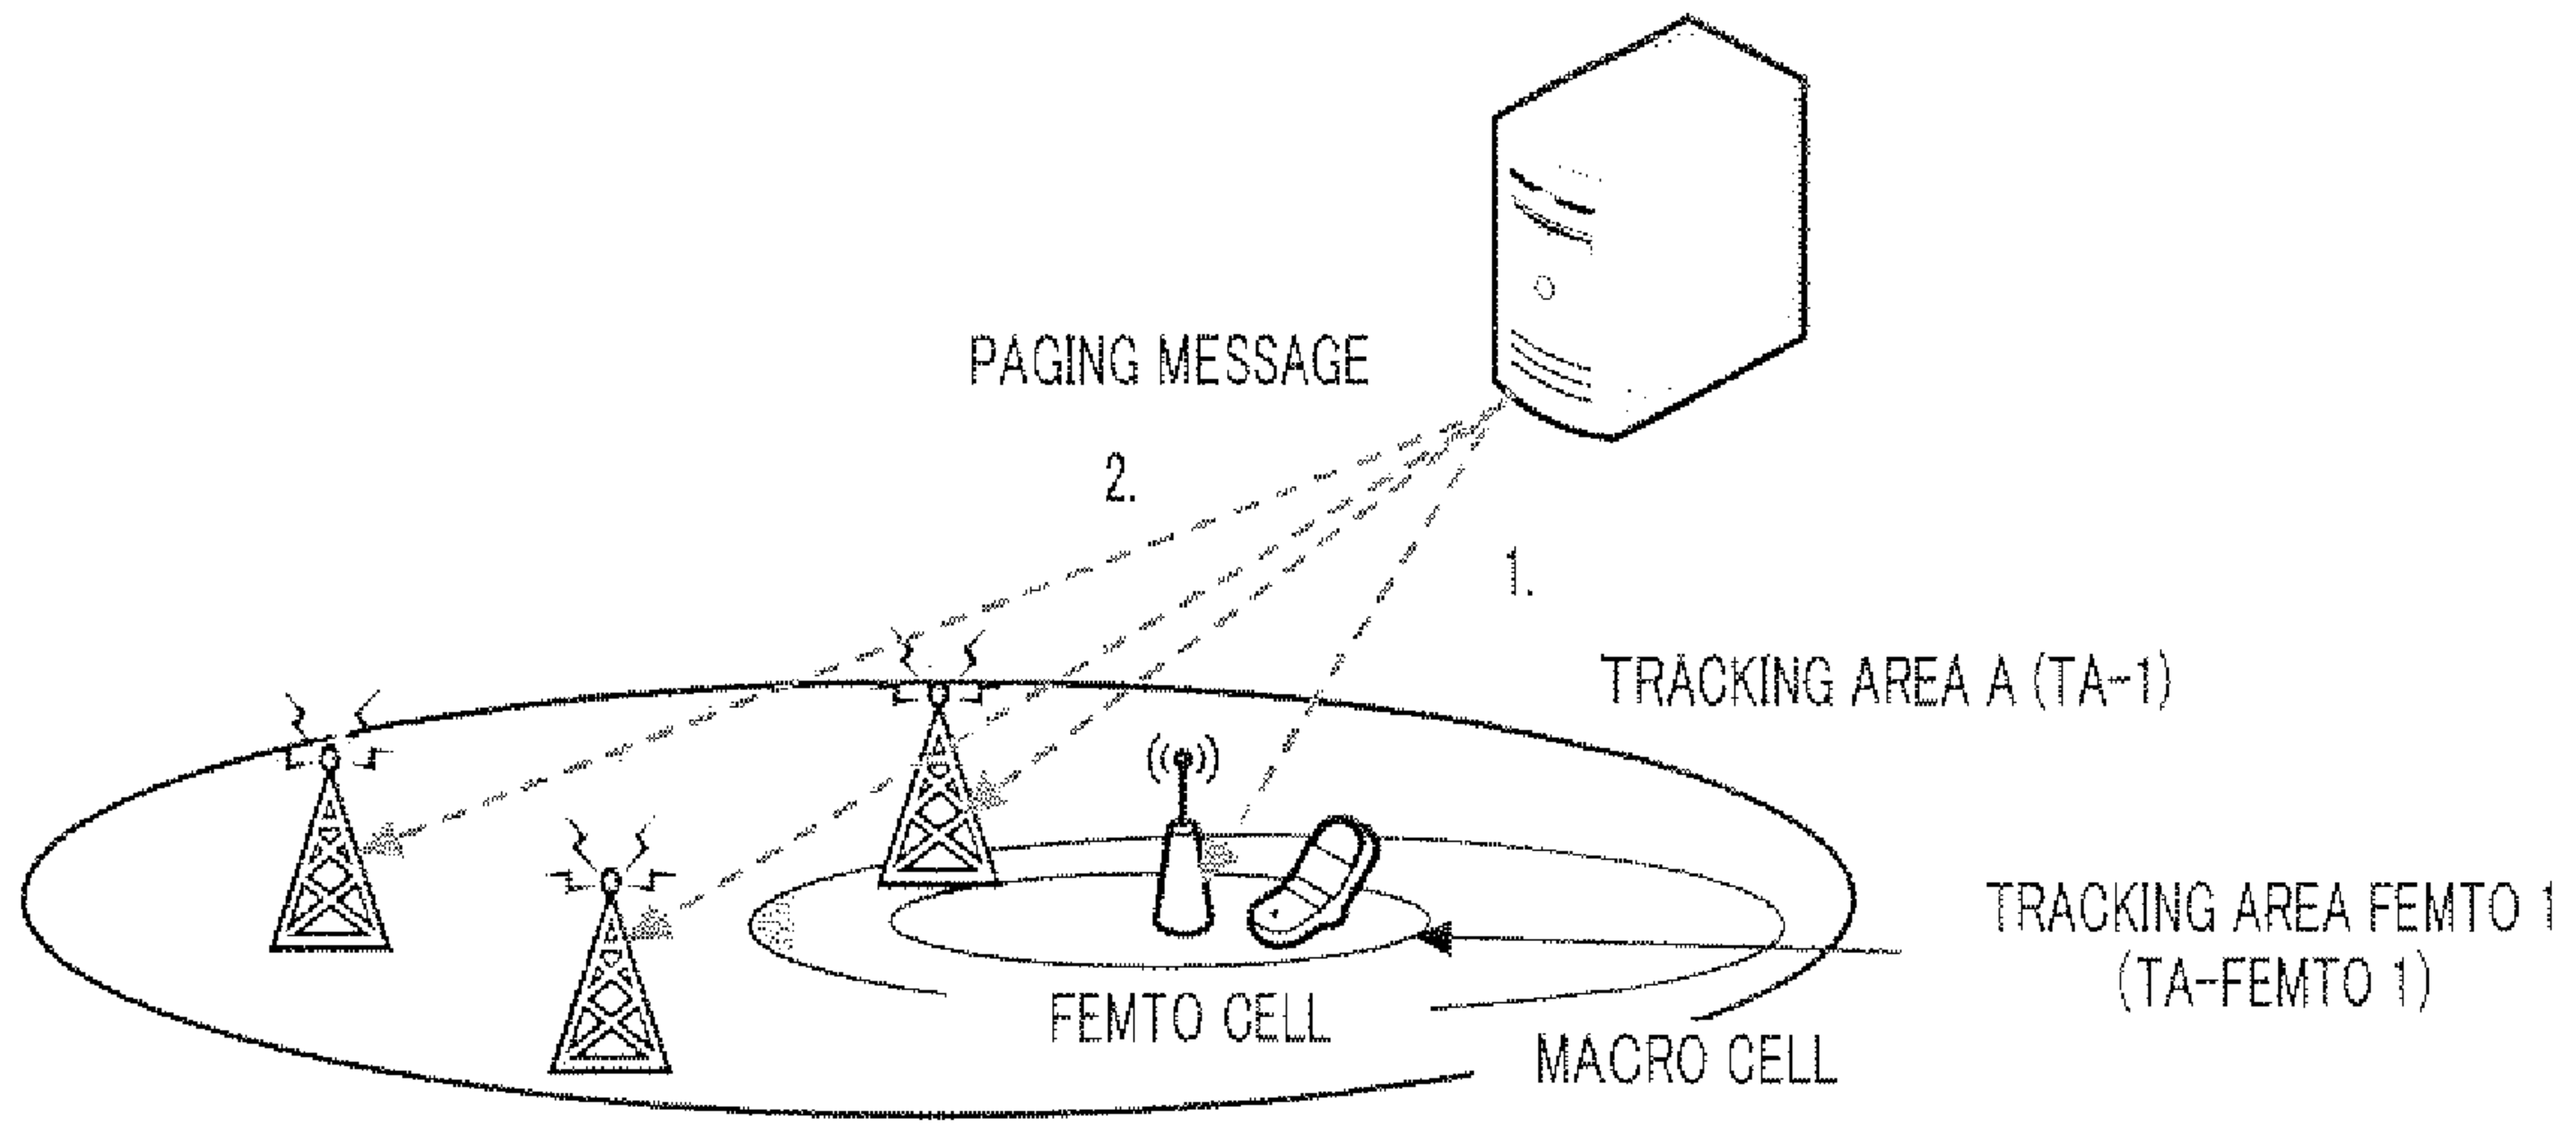 PAGING MESSAGE
2.
1.
TRACKING AREA A (TA-1)
TRACKING AREA FEMTO 1
(TA-FEMTO 1)
FEMTO CELL
MACRO CELL